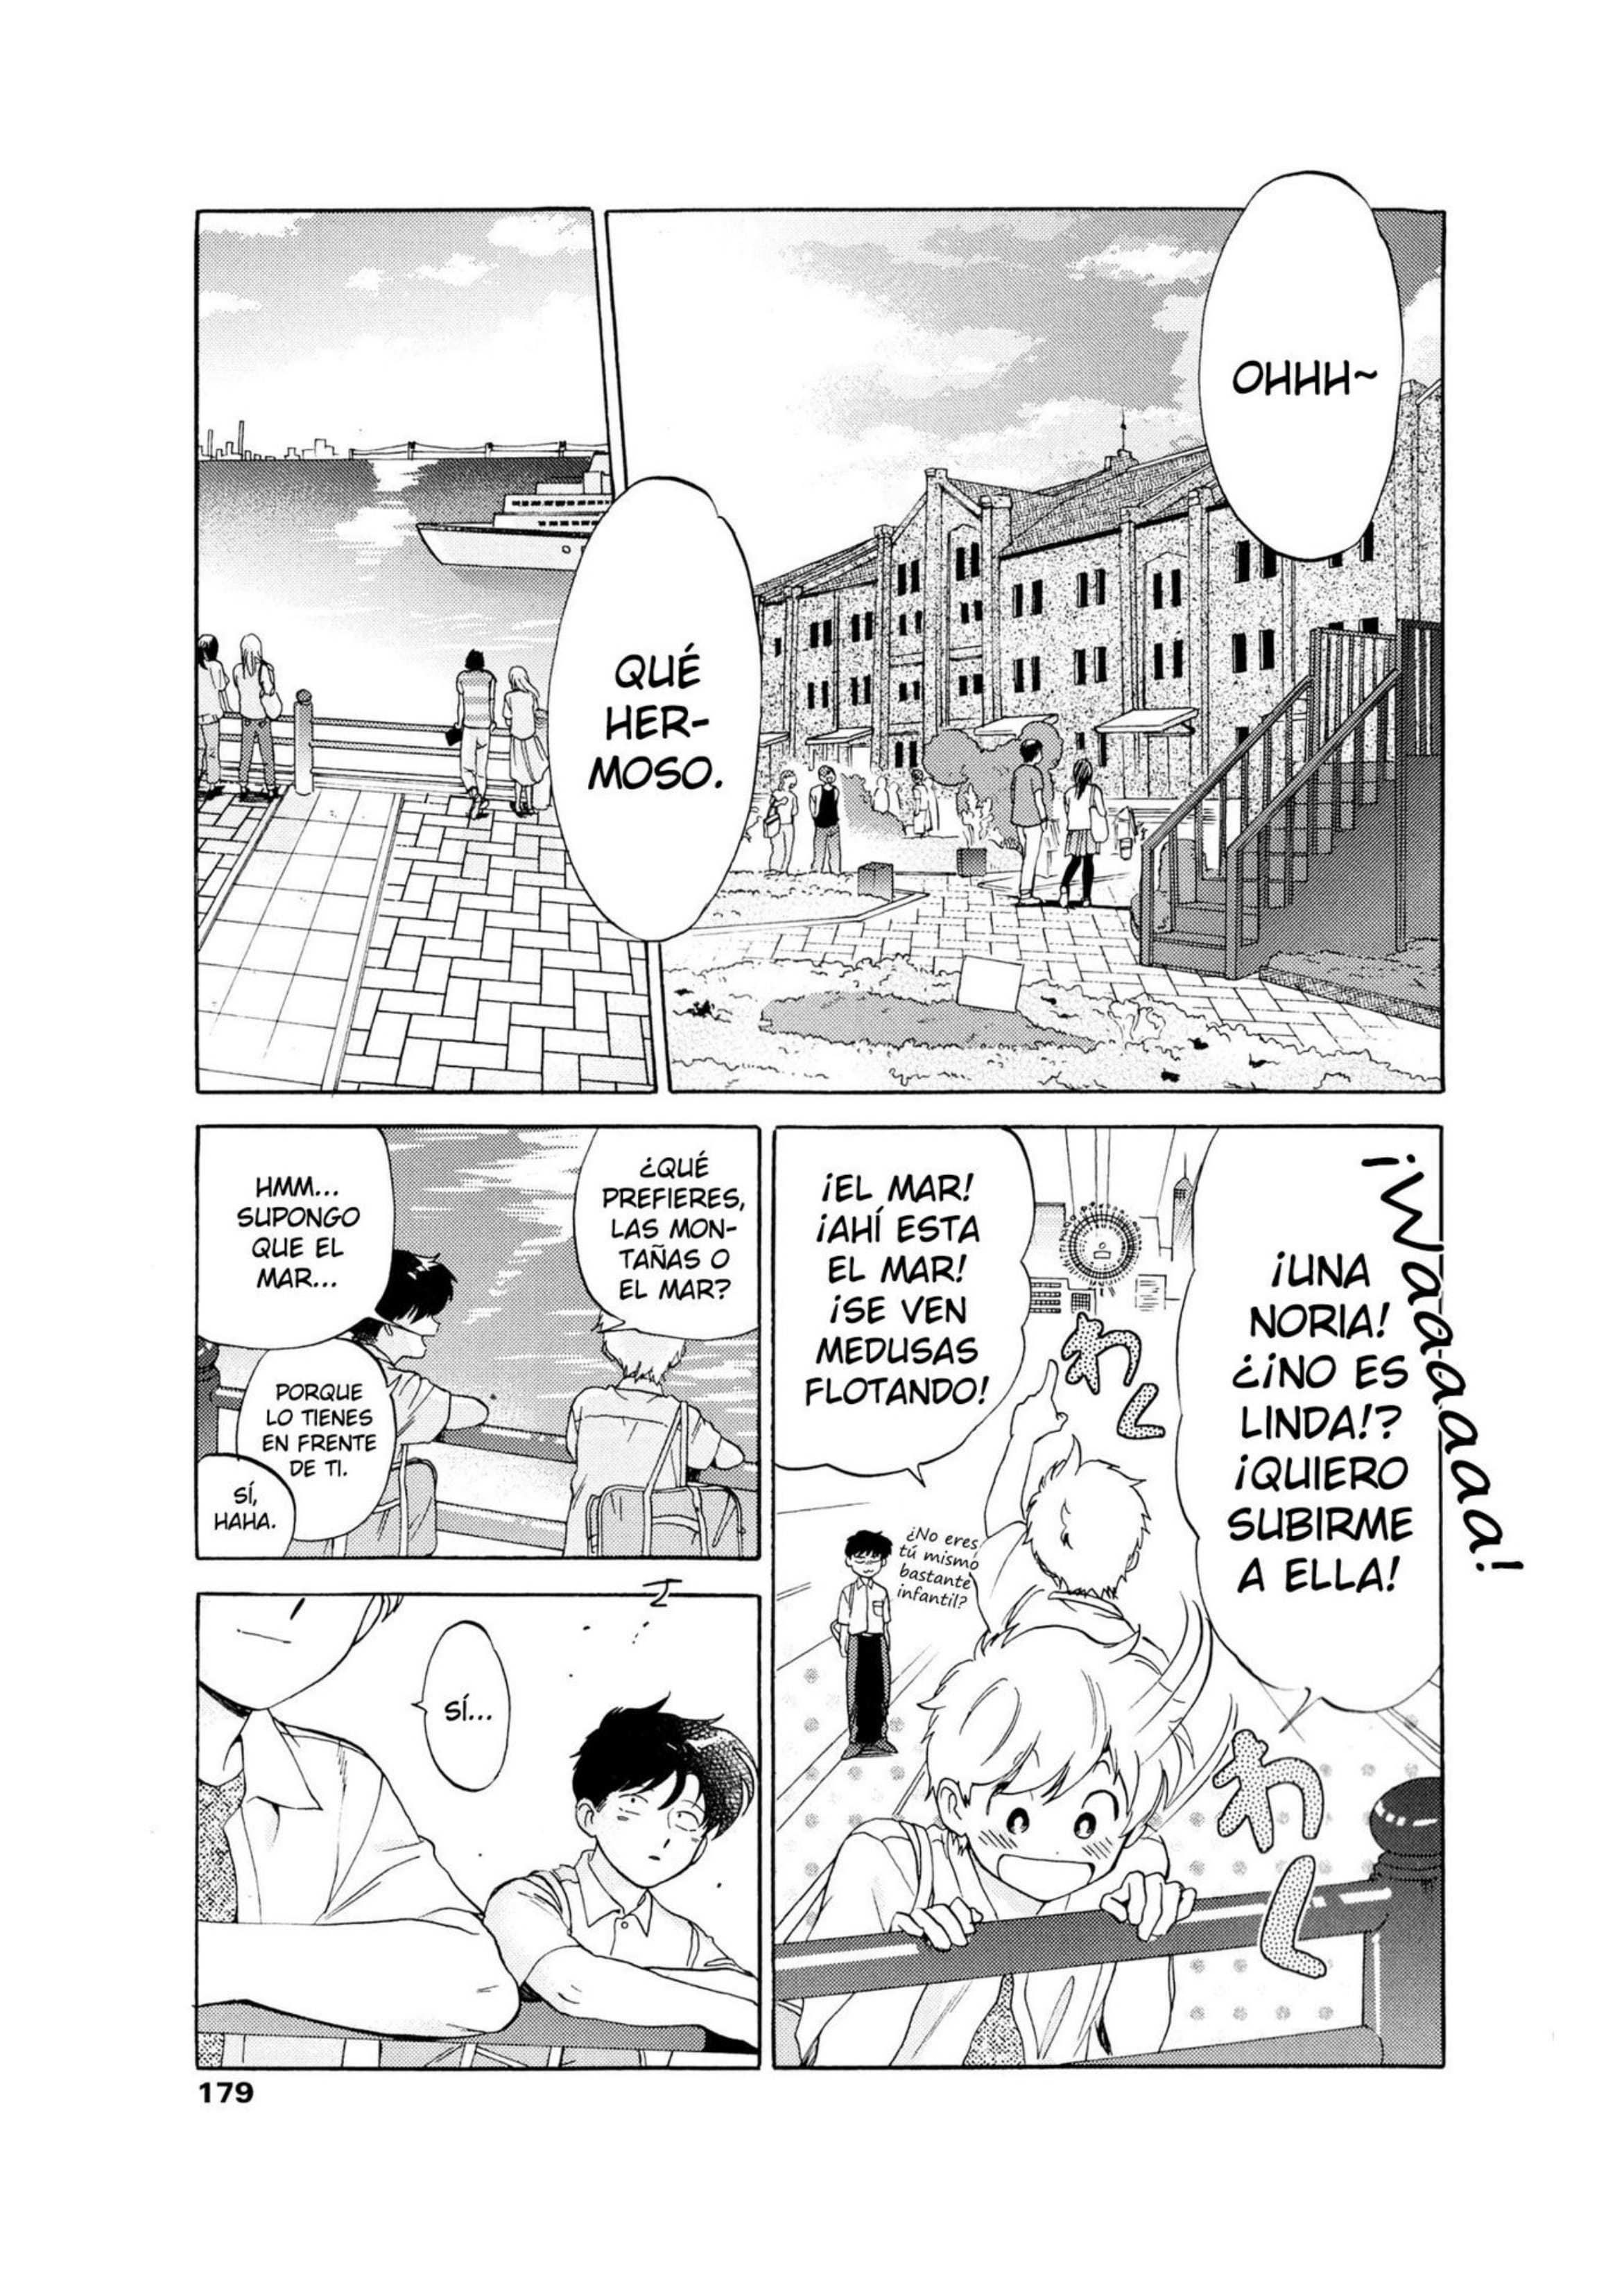 OHHH~
QUÉ
HER-
MOSO.
¡Waaaaaa!
¡UNA
NORIA!
¿¡NO ES
LINDA!?
¡QUIERO
SUBIRME
A ELLA!
わく
¡EL MAR!
¡AHÍ ESTA
EL MAR!
¡SE VEN
MEDUSAS
FLOTANDO!
¿No eres
tú mismo
bastante
infantil?
わく
¿QUÉ
PREFIERES,
LAS MON-
TAÑAS O
EL MAR?
HMM...
SUPONGO
QUE EL
MAR...
PORQUE
LO TIENES
EN FRENTE
DE TI.
SÍ,
HAHA.
SÍ...
179